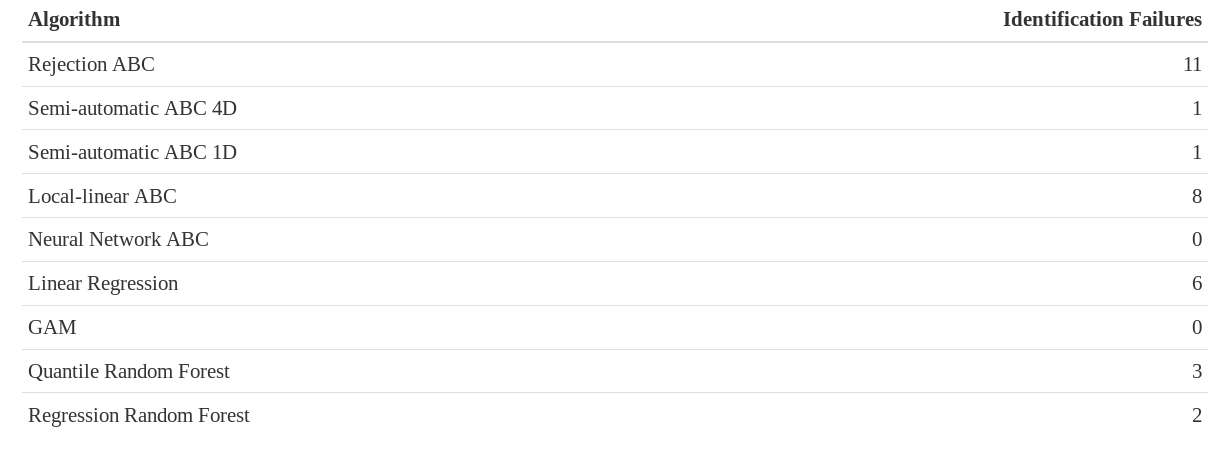 Algorithm Identification Failures
Rejection ABC 11
Semi-automatic ABC 4D 1
Semi-automatic ABC 1D 1
Local-linear ABC 8
Neural Network ABC 0
Linear Regression 6
GAM 0
Quantile Random Forest 3
Regression Random Forest 2